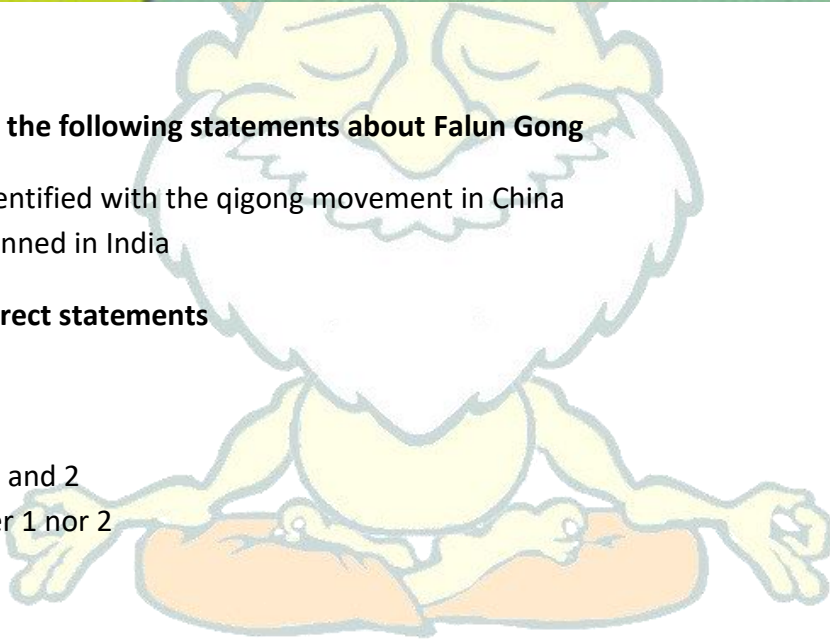 the following statements about Falun Gong
entified with the qigong movement in China
nned in India
rect statements
and 2
er 1 nor 2